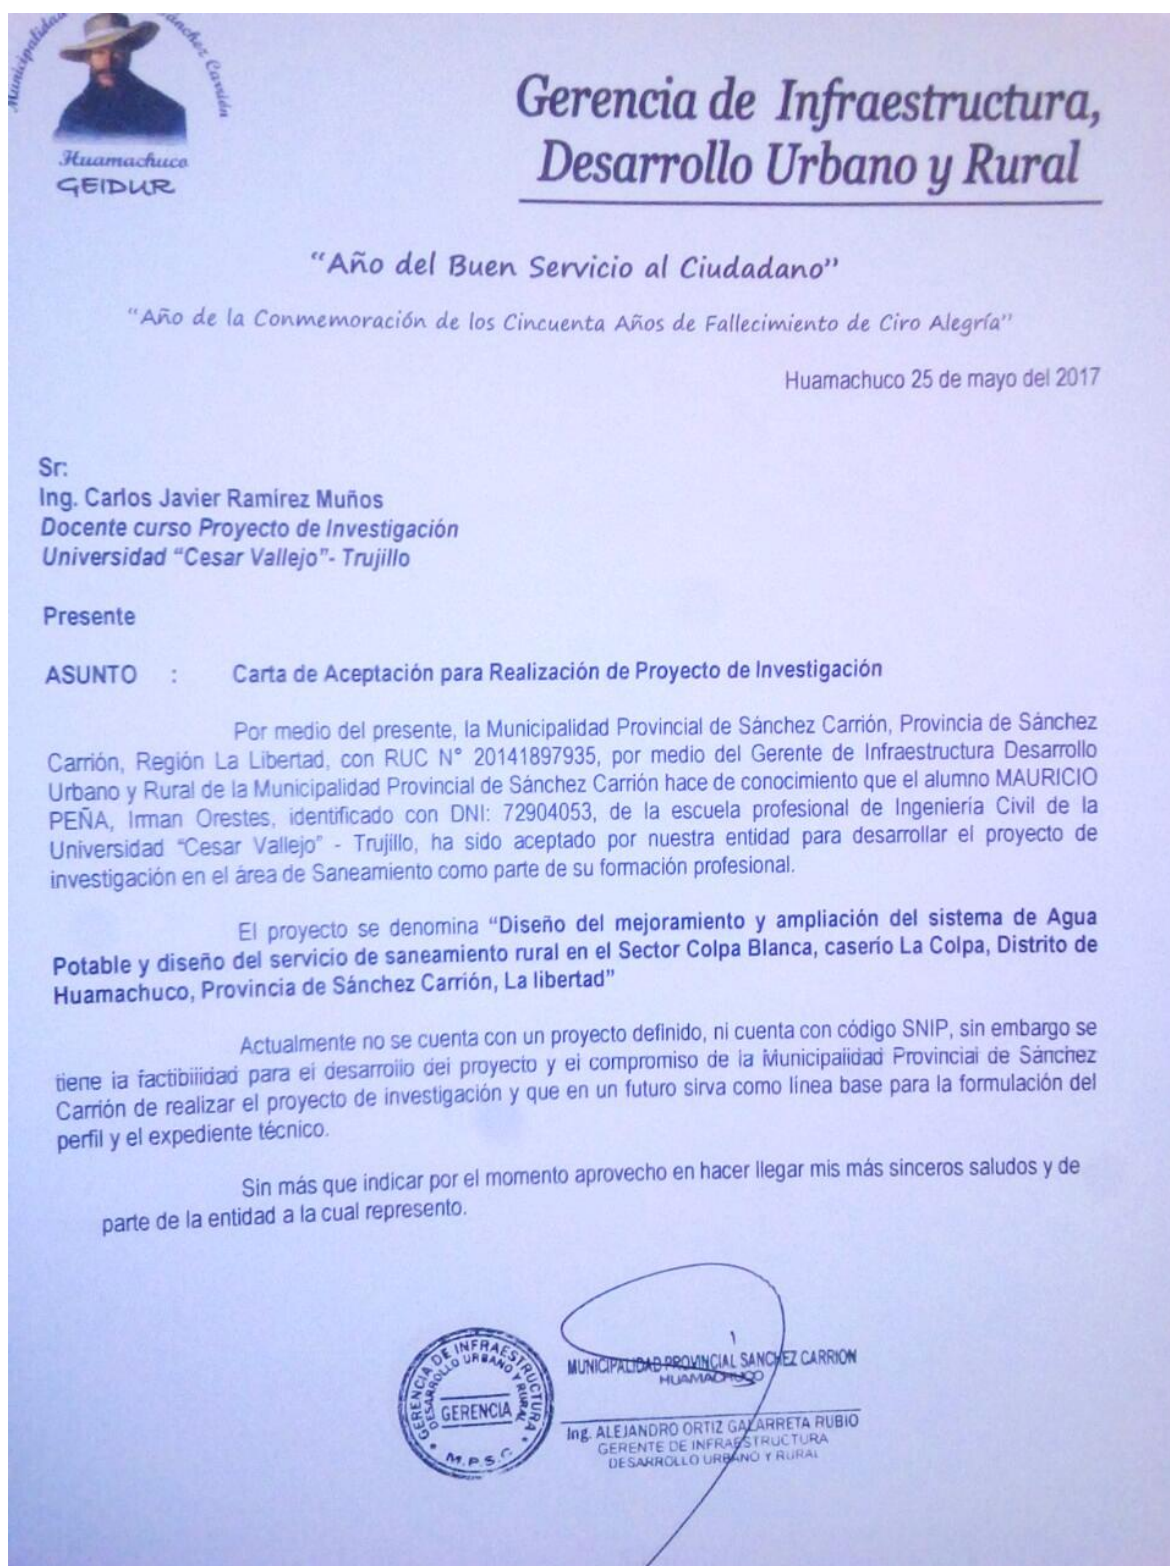 Municipalidad
Sánchez Carrión
Huamachuco
GEIDUR
Gerencia de Infraestructura,
Desarrollo Urbano y Rural
“Año del Buen Servicio al Ciudadano”
“Año de la Conmemoración de los Cincuenta Años de Fallecimiento de Ciro Alegría”
Huamachuco 25 de mayo del 2017
Sr:
Ing. Carlos Javier Ramírez Muños
Docente curso Proyecto de Investigación
Universidad “Cesar Vallejo”- Trujillo
Presente
ASUNTO : Carta de Aceptación para Realización de Proyecto de Investigación
Por medio del presente, la Municipalidad Provincial de Sánchez Carrión, Provincia de Sánchez
Carrión, Región La Libertad, con RUC N° 20141897935, por medio del Gerente de Infraestructura Desarrollo
Urbano y Rural de la Municipalidad Provincial de Sánchez Carrión hace de conocimiento que el alumno MAURICIO
PEÑA, Irman Orestes, identificado con DNI: 72904053, de la escuela profesional de Ingeniería Civil de la
Universidad “Cesar Vallejo” - Trujillo, ha sido aceptado por nuestra entidad para desarrollar el proyecto de
investigación en el área de Saneamiento como parte de su formación profesional.
El proyecto se denomina “Diseño del mejoramiento y ampliación del sistema de Agua
Potable y diseño del servicio de saneamiento rural en el Sector Colpa Blanca, caserío La Colpa, Distrito de
Huamachuco, Provincia de Sánchez Carrión, La libertad”
Actualmente no se cuenta con un proyecto definido, ni cuenta con código SNIP, sin embargo se
tiene la factibilidad para el desarrollo del proyecto y el compromiso de la Municipalidad Provincial de Sánchez
Carrión de realizar el proyecto de investigación y que en un futuro sirva como línea base para la formulación del
perfil y el expediente técnico.
Sin más que indicar por el momento aprovecho en hacer llegar mis más sinceros saludos y de
parte de la entidad a la cual represento.
GERENCIA DE INFRAESTRUCTURA
DESARROLLO URBANO Y RURAL
GERENCIA
M.P.S.C.
MUNICIPALIDAD PROVINCIAL SANCHEZ CARRION
HUAMACHUCO
Ing. ALEJANDRO ORTIZ GALARRETA RUBIO
GERENTE DE INFRAESTRUCTURA
DESARROLLO URBANO Y RURAL